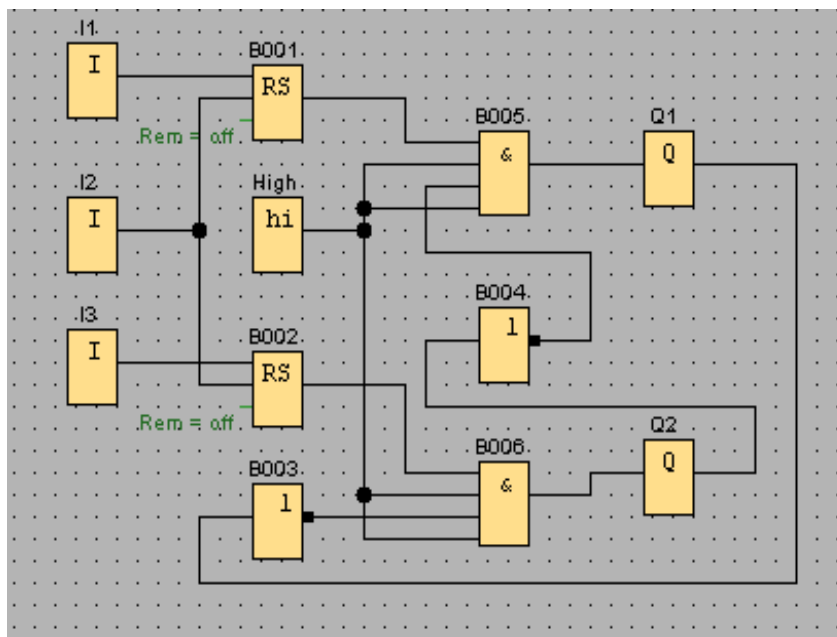 I1
I
B001
RS
Rem = off
B005
&
Q1
Q
I2
I
High
hi
B004
1
I3
I
B002
RS
Rem = off
Q2
Q
B006
&
B003
1